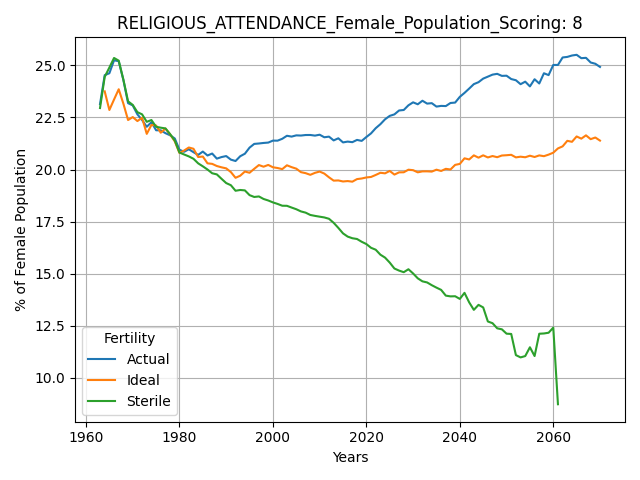 RELIGIOUS_ATTENDANCE_Female_Population_Scoring: 8
25.0
22.5
20.0
17.5
15.0
12.5
10.0
% of Female Population
Fertility
Actual
Ideal
Sterile
1960 1980 2000 2020 2040 2060
Years